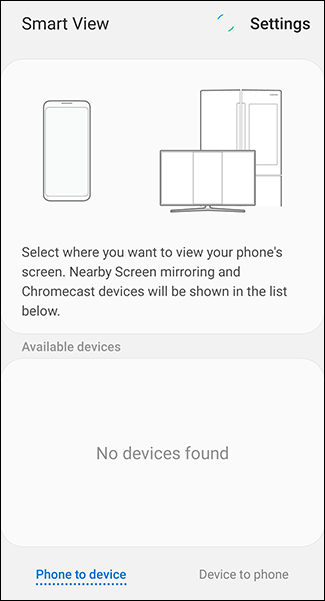 Smart View
Settings
Select where you want to view your phone's
screen. Nearby Screen mirroring and
Chromecast devices will be shown in the list
below.
Available devices
No devices found
Phone to device
Device to phone